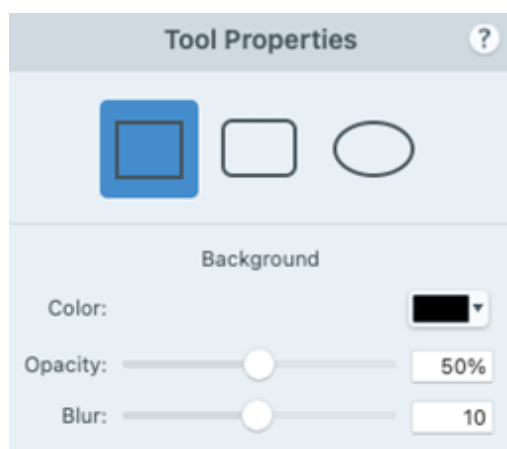 Tool Properties ?
Background
Color:
Opacity: 50%
Blur: 10